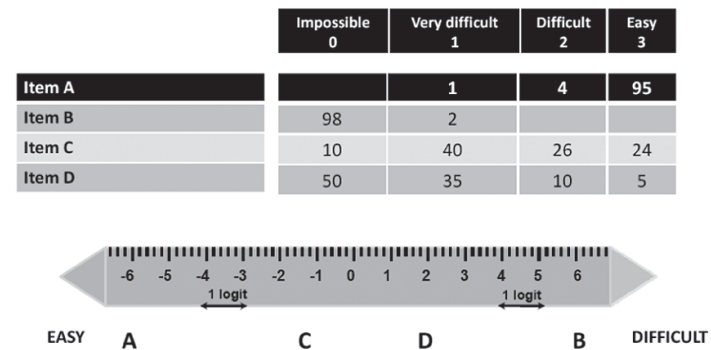 Impossible Very difficult Difficult Easy
0 1 2 3
Item A 1 4 95
Item B 98 2
Item C 10 40 26 24
Item D 50 35 10 5
-6 -5 -4 -3 -2 -1 0 1 2 3 4 5 6
1 logit 1 logit
EASY A C D B DIFFICULT